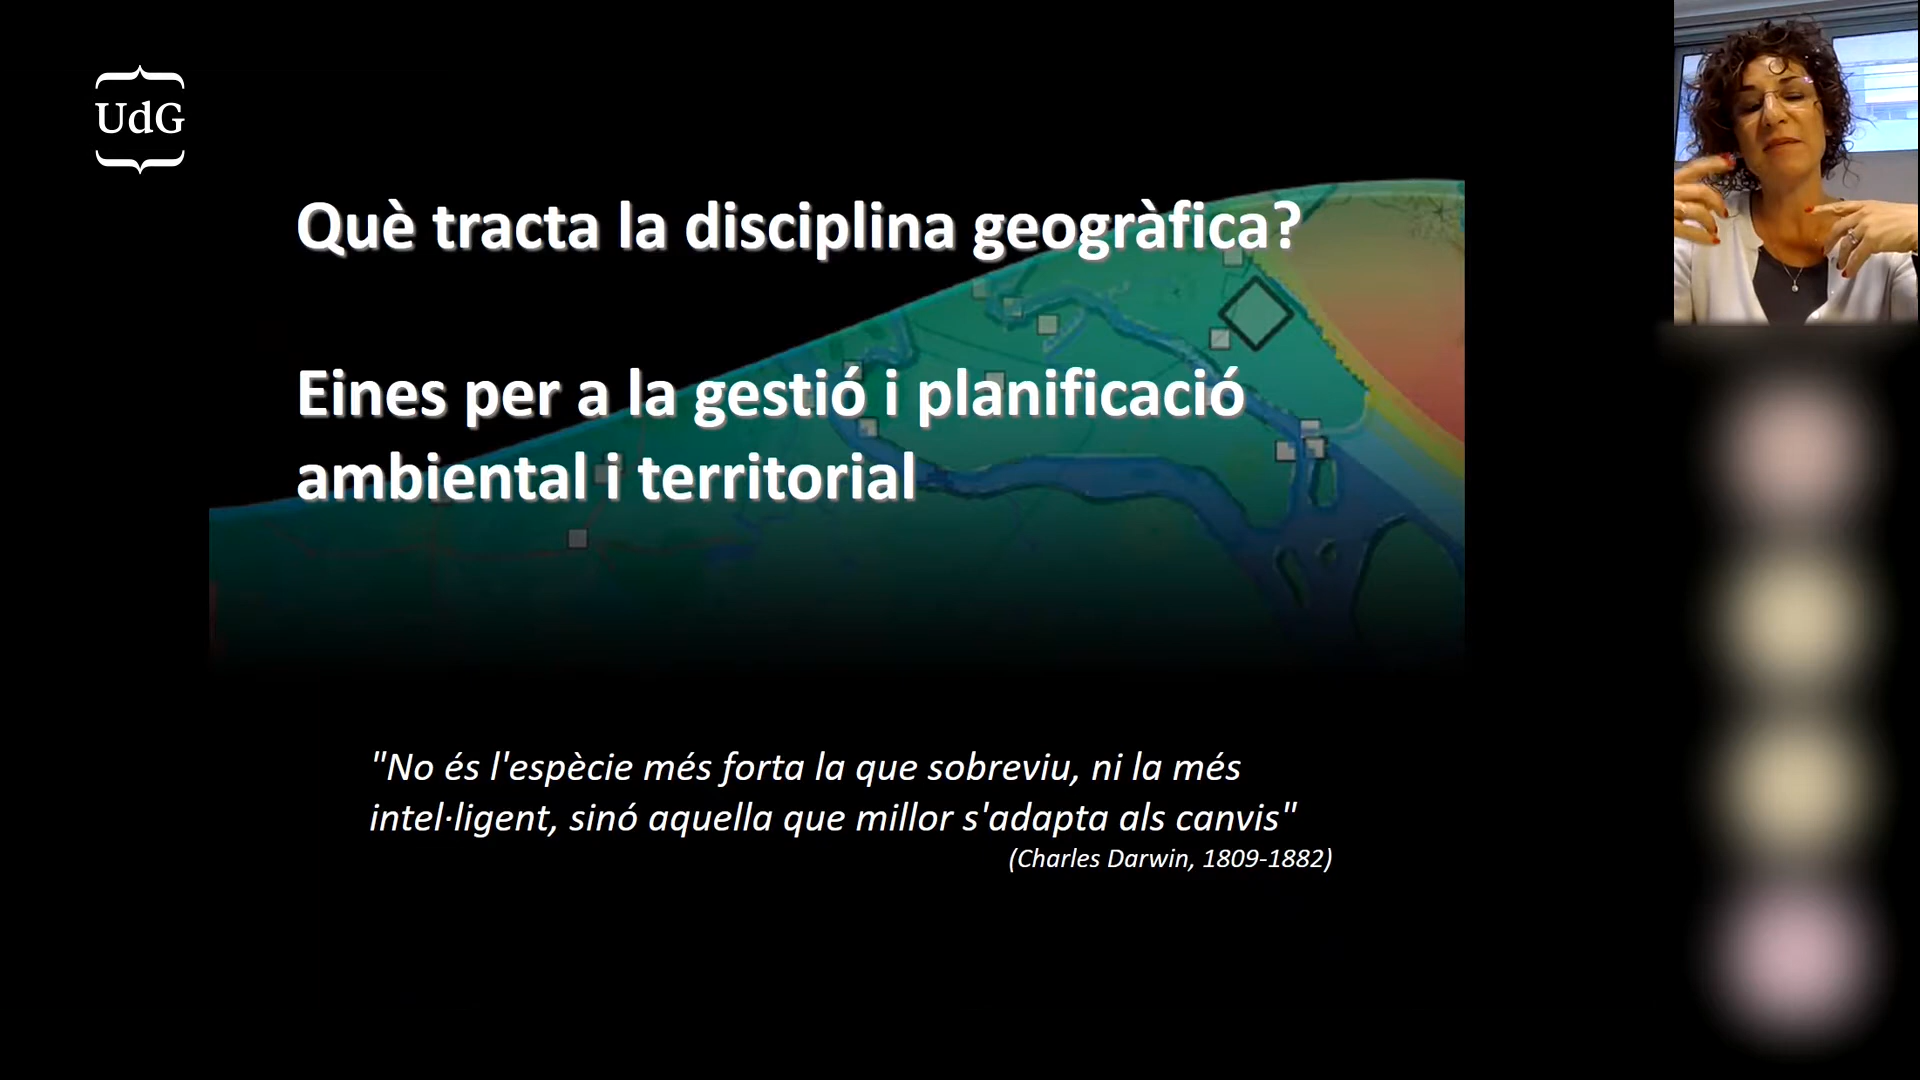 UdG
Què tracta la disciplina geogràfica?
Eines per a la gestió i planificació
ambiental i territorial
"No és l'espècie més forta la que sobreviu, ni la més
intel·ligent, sinó aquella que millor s'adapta als canvis"
(Charles Darwin, 1809-1882)